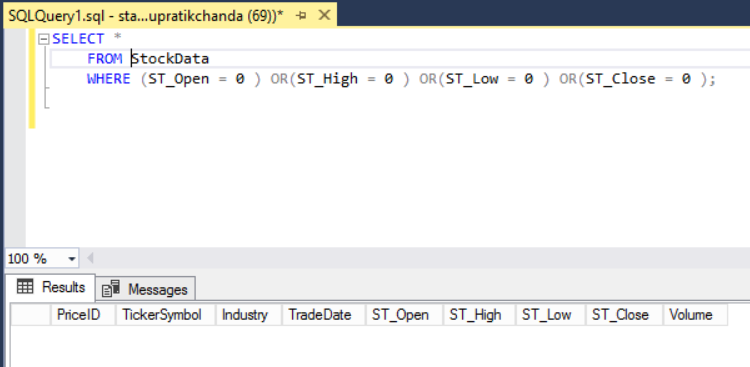 SQLQuery1.sql - sta...upratikchanda (69))*
SELECT *
FROM StockData
WHERE (ST_Open = 0 ) OR(ST_High = 0 ) OR(ST_Low = 0 ) OR(ST_Close = 0 );
100 %
Results Messages
PriceID TickerSymbol Industry TradeDate ST_Open ST_High ST_Low ST_Close Volume